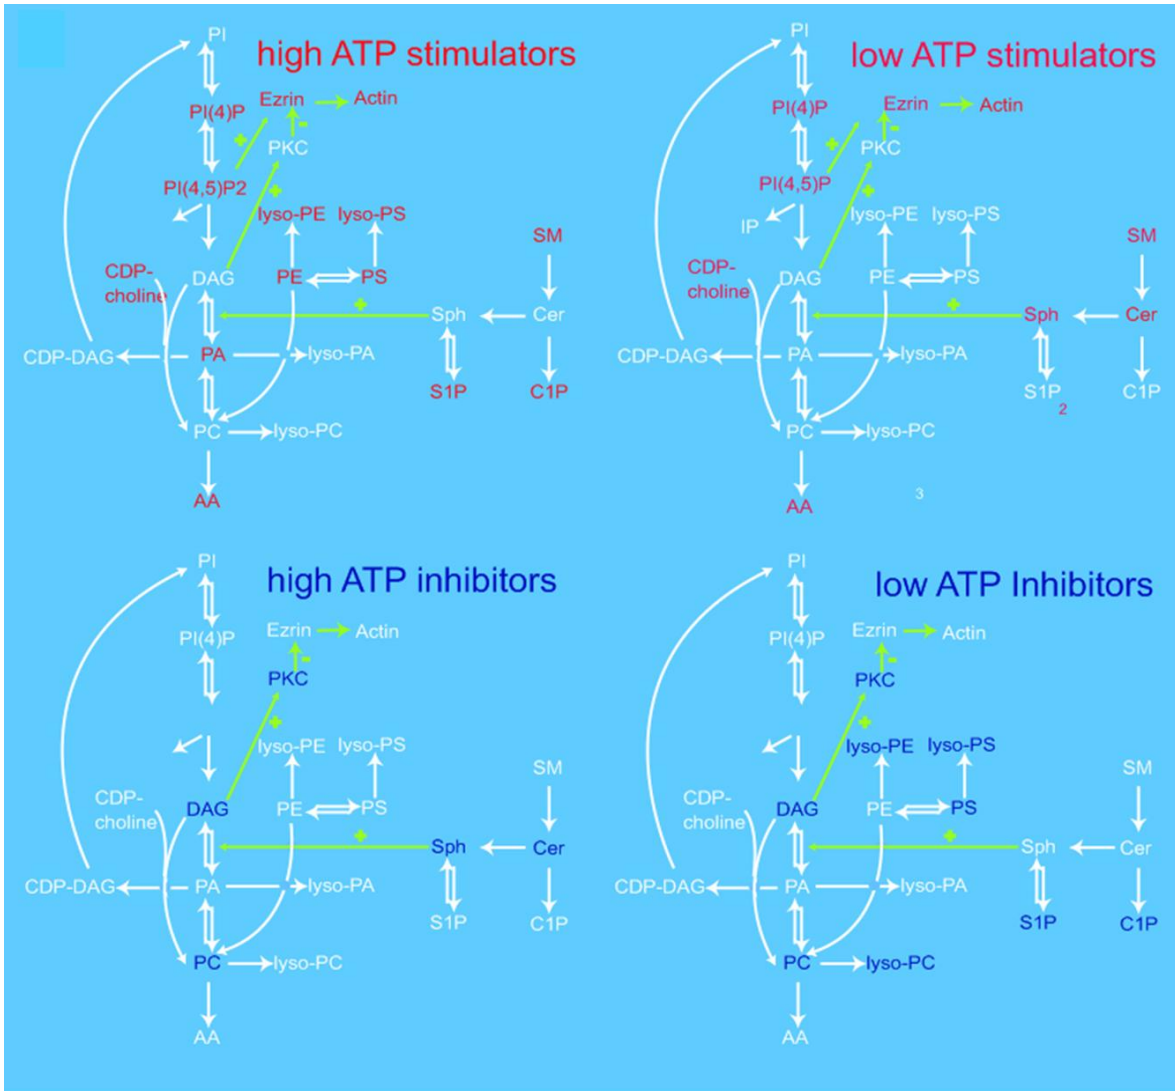 PI
high ATP stimulators
Ezrin
Actin
PI(4)P
+
-
PKC
PI(4,5)P2
+
lyso-PE
lyso-PS
SM
CDP-
choline
DAG
PE
PS
+
Sph
Cer
CDP-DAG
PA
lyso-PA
S1P
C1P
PC
lyso-PC
AA
PI
low ATP stimulators
Ezrin
Actin
PI(4)P
+
-
PKC
PI(4,5)P
+
lyso-PE
lyso-PS
IP
SM
CDP-
choline
DAG
PE
PS
+
Sph
Cer
CDP-DAG
PA
lyso-PA
S1P
2
C1P
PC
lyso-PC
AA
3
PI
high ATP inhibitors
Ezrin
Actin
PI(4)P
-
PKC
+
lyso-PE
lyso-PS
SM
CDP-
choline
DAG
PE
PS
+
Sph
Cer
CDP-DAG
PA
lyso-PA
S1P
C1P
PC
lyso-PC
AA
PI
low ATP Inhibitors
Ezrin
Actin
PI(4)P
-
PKC
+
lyso-PE
lyso-PS
SM
CDP-
choline
DAG
PE
PS
+
Sph
Cer
CDP-DAG
PA
lyso-PA
S1P
C1P
PC
lyso-PC
AA